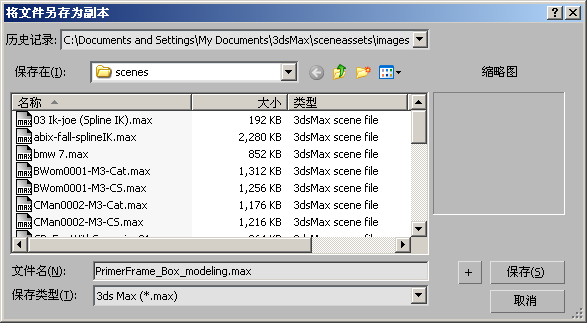 将文件另存为副本
历史记录: C:\Documents and Settings\My Documents\3dsMax\sceneassets\images
保存在(I): scenes
缩略图
名称 大小 类型
03 Ik-joe (Spline IK).max 192 KB 3dsMax scene file
abix-fall-splineIK.max 2,280 KB 3dsMax scene file
bmw 7.max 852 KB 3dsMax scene file
BWom0001-M3-Cat.max 1,312 KB 3dsMax scene file
BWom0001-M3-CS.max 1,256 KB 3dsMax scene file
CMan0002-M3-Cat.max 1,176 KB 3dsMax scene file
CMan0002-M3-CS.max 1,216 KB 3dsMax scene file
文件名(N): PrimerFrame_Box_modeling.max + 保存(S)
保存类型(T): 3ds Max (*.max) 取消